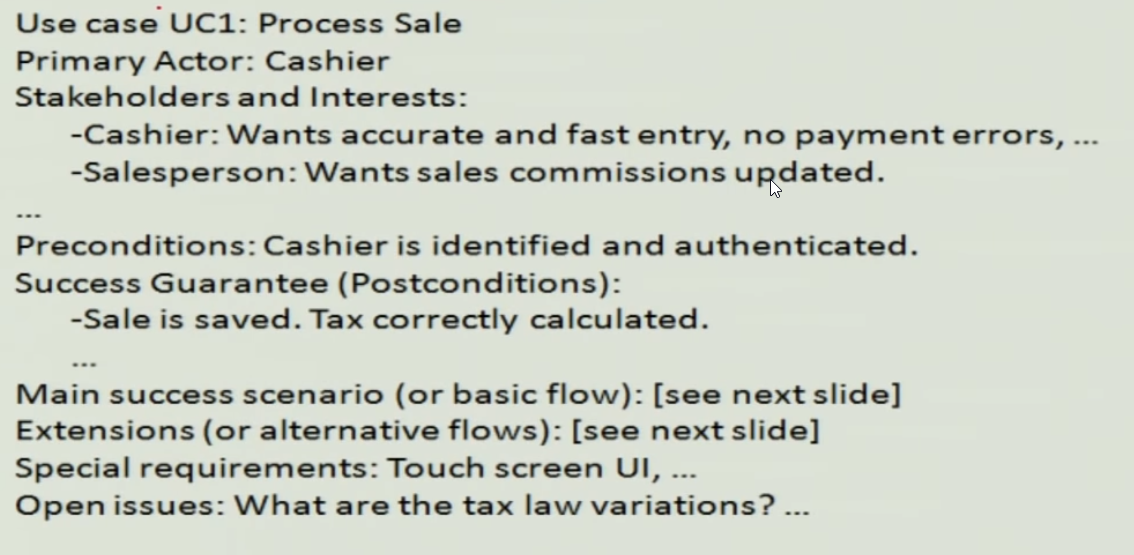 Use case UC1: Process Sale
Primary Actor: Cashier
Stakeholders and Interests:
-Cashier: Wants accurate and fast entry, no payment errors, ...
-Salesperson: Wants sales commissions updated.
...
Preconditions: Cashier is identified and authenticated.
Success Guarantee (Postconditions):
-Sale is saved. Tax correctly calculated.
...
Main success scenario (or basic flow): [see next slide]
Extensions (or alternative flows): [see next slide]
Special requirements: Touch screen UI, ...
Open issues: What are the tax law variations? ...